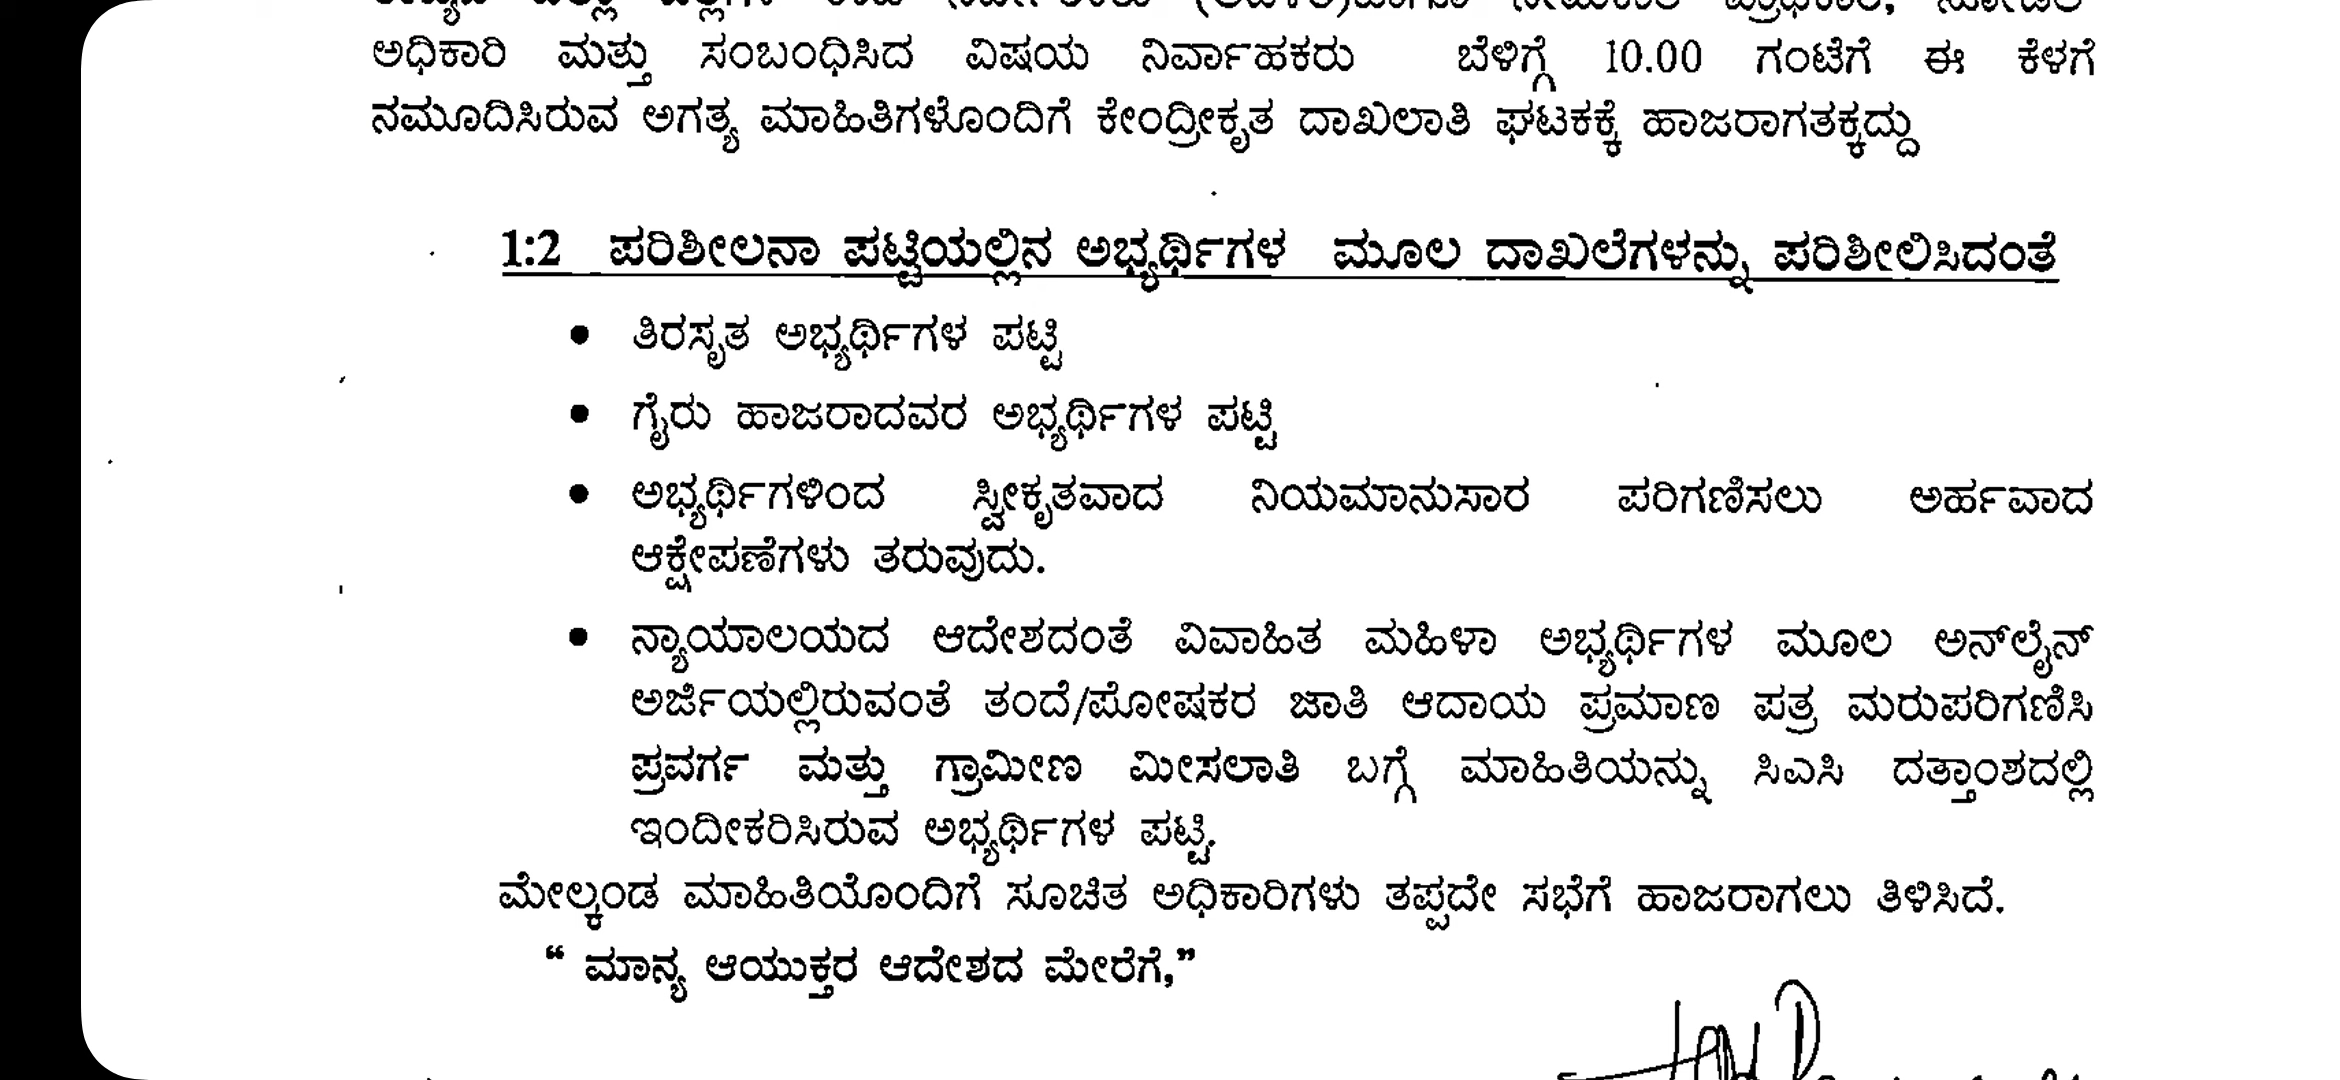 ಅಧಿಕಾರಿ ಮತ್ತು ಸಂಬಂಧಿಸಿದ ವಿಷಯ ನಿರ್ವಾಹಕರು ಬೆಳಿಗ್ಗೆ 10.00 ಗಂಟೆಗೆ ಈ ಕೆಳಗೆ
ನಮೂದಿಸಿರುವ ಅಗತ್ಯ ಮಾಹಿತಿಗಳೊಂದಿಗೆ ಕೇಂದ್ರೀಕೃತ ದಾಖಲಾತಿ ಘಟಕಕ್ಕೆ ಹಾಜರಾಗತಕ್ಕದ್ದು
1:2 ಪರಿಶೀಲನಾ ಪಟ್ಟಿಯಲ್ಲಿನ ಅಭ್ಯರ್ಥಿಗಳ ಮೂಲ ದಾಖಲೆಗಳನ್ನು ಪರಿಶೀಲಿಸಿದಂತೆ
• ತಿರಸೃತ ಅಭ್ಯರ್ಥಿಗಳ ಪಟ್ಟಿ
• ಗೈರು ಹಾಜರಾದವರ ಅಭ್ಯರ್ಥಿಗಳ ಪಟ್ಟಿ
• ಅಭ್ಯರ್ಥಿಗಳಿಂದ ಸ್ವೀಕೃತವಾದ ನಿಯಮಾನುಸಾರ ಪರಿಗಣಿಸಲು ಅರ್ಹವಾದ
ಆಕ್ಷೇಪಣೆಗಳು ತರುವುದು.
• ನ್ಯಾಯಾಲಯದ ಆದೇಶದಂತೆ ವಿವಾಹಿತ ಮಹಿಳಾ ಅಭ್ಯರ್ಥಿಗಳ ಮೂಲ ಅನ್‌ಲೈನ್
ಅರ್ಜಿಯಲ್ಲಿರುವಂತೆ ತಂದೆ/ಪೋಷಕರ ಜಾತಿ ಆದಾಯ ಪ್ರಮಾಣ ಪತ್ರ ಮರುಪರಿಗಣಿಸಿ
ಪ್ರವರ್ಗ ಮತ್ತು ಗ್ರಾಮೀಣ ಮೀಸಲಾತಿ ಬಗ್ಗೆ ಮಾಹಿತಿಯನ್ನು ಸಿಎಸಿ ದತ್ತಾಂಶದಲ್ಲಿ
ಇಂದೀಕರಿಸಿರುವ ಅಭ್ಯರ್ಥಿಗಳ ಪಟ್ಟಿ.
ಮೇಲ್ಕಂಡ ಮಾಹಿತಿಯೊಂದಿಗೆ ಸೂಚಿತ ಅಧಿಕಾರಿಗಳು ತಪ್ಪದೇ ಸಭೆಗೆ ಹಾಜರಾಗಲು ತಿಳಿಸಿದೆ.
“ ಮಾನ್ಯ ಆಯುಕ್ತರ ಆದೇಶದ ಮೇರೆಗೆ,”